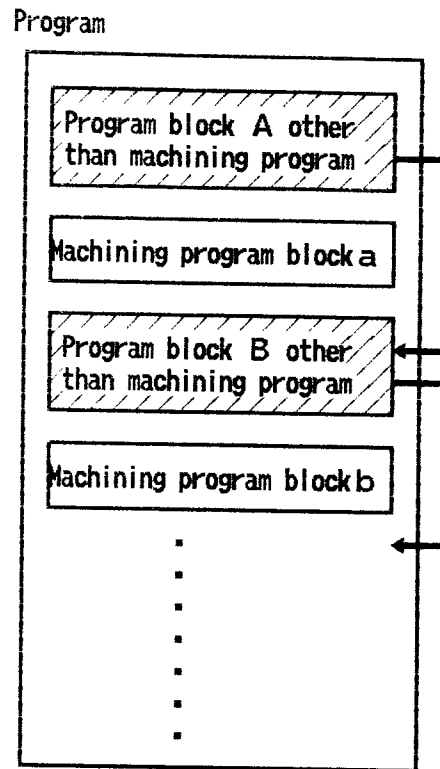 Program
Program block A other
than machining program
Machining program block a
Program block B other
than machining program
Machining program block b